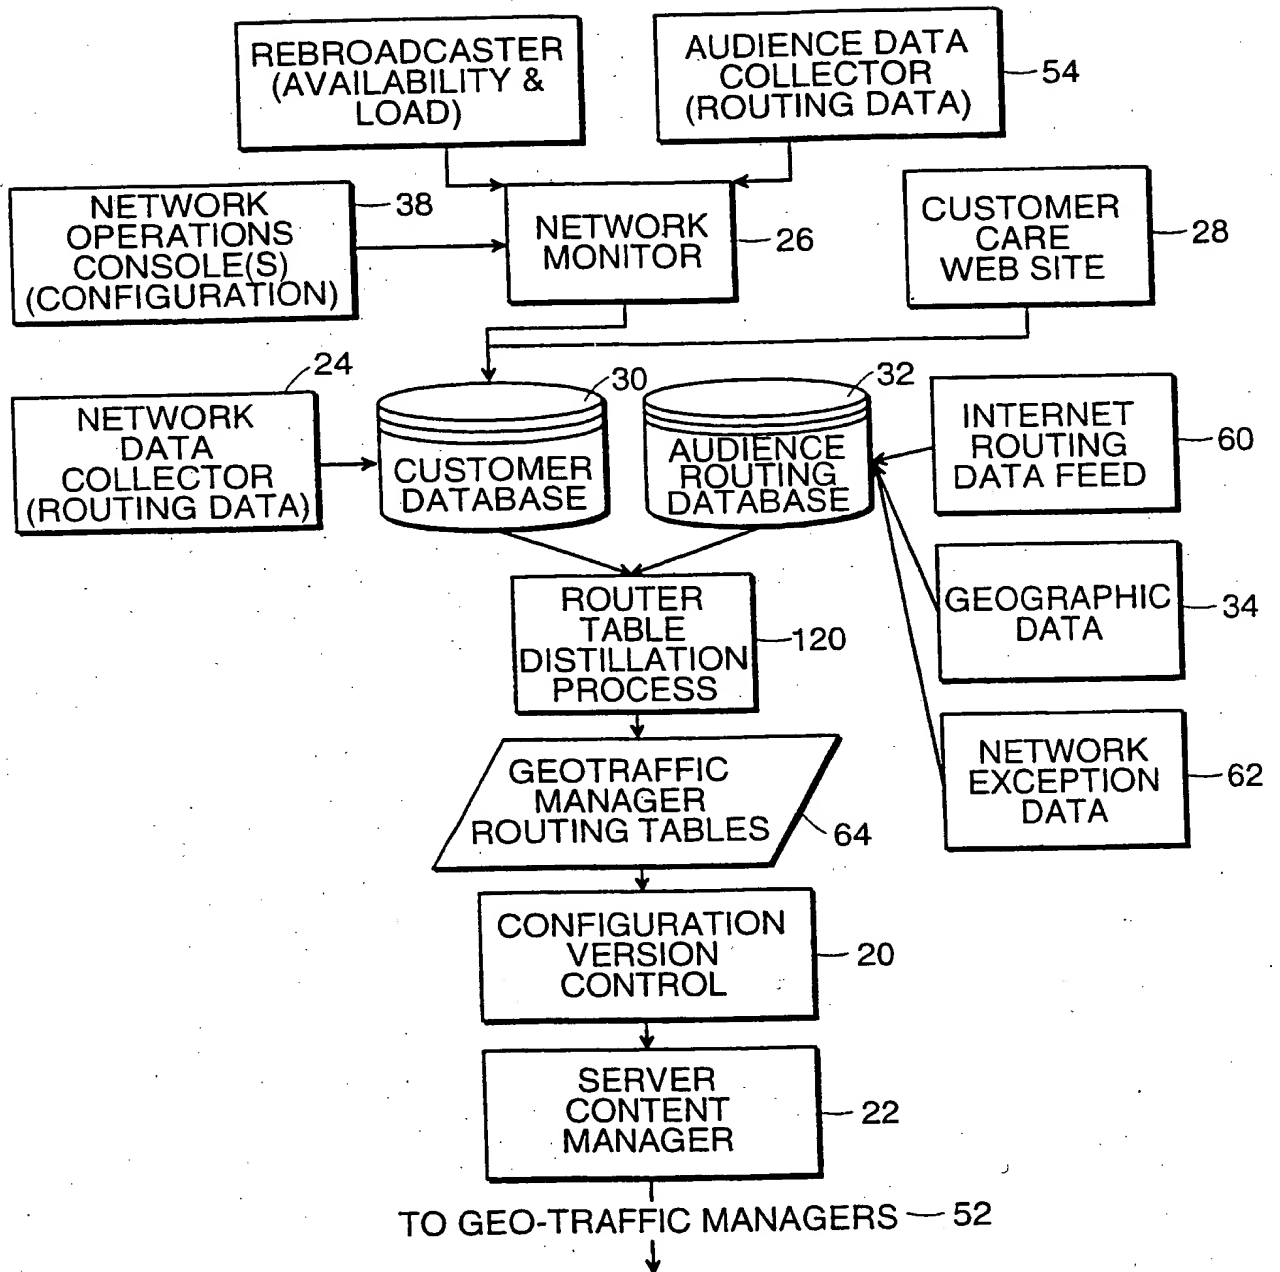 REBROADCASTER
(AVAILABILITY &
LOAD)
AUDIENCE DATA
COLLECTOR
(ROUTING DATA)
54
NETWORK
OPERATIONS
CONSOLE(S)
(CONFIGURATION)
38
NETWORK
MONITOR
26
CUSTOMER
CARE
WEB SITE
28
24
NETWORK
DATA
COLLECTOR
(ROUTING DATA)
30
CUSTOMER
DATABASE
32
AUDIENCE
ROUTING
DATABASE
INTERNET
ROUTING
DATA FEED
60
GEOGRAPHIC
DATA
34
ROUTER
TABLE
DISTILLATION
PROCESS
120
NETWORK
EXCEPTION
DATA
62
GEOTRAFFIC
MANAGER
ROUTING TABLES
64
CONFIGURATION
VERSION
CONTROL
20
SERVER
CONTENT
MANAGER
22
TO GEO-TRAFFIC MANAGERS
52